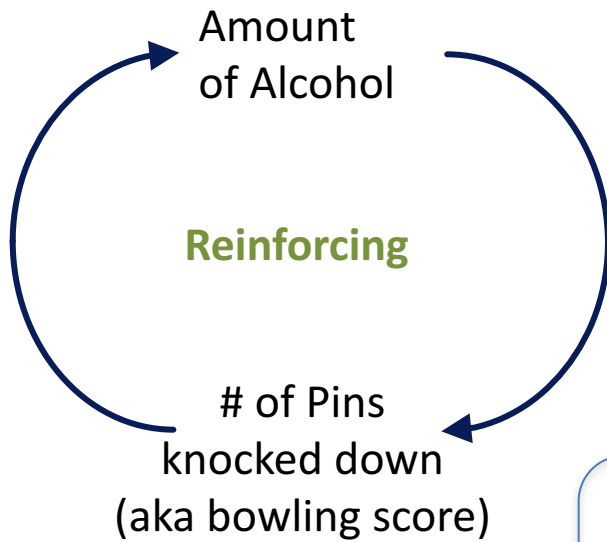 Amount
of Alcohol
Reinforcing
# of Pins
knocked down
(aka bowling score)